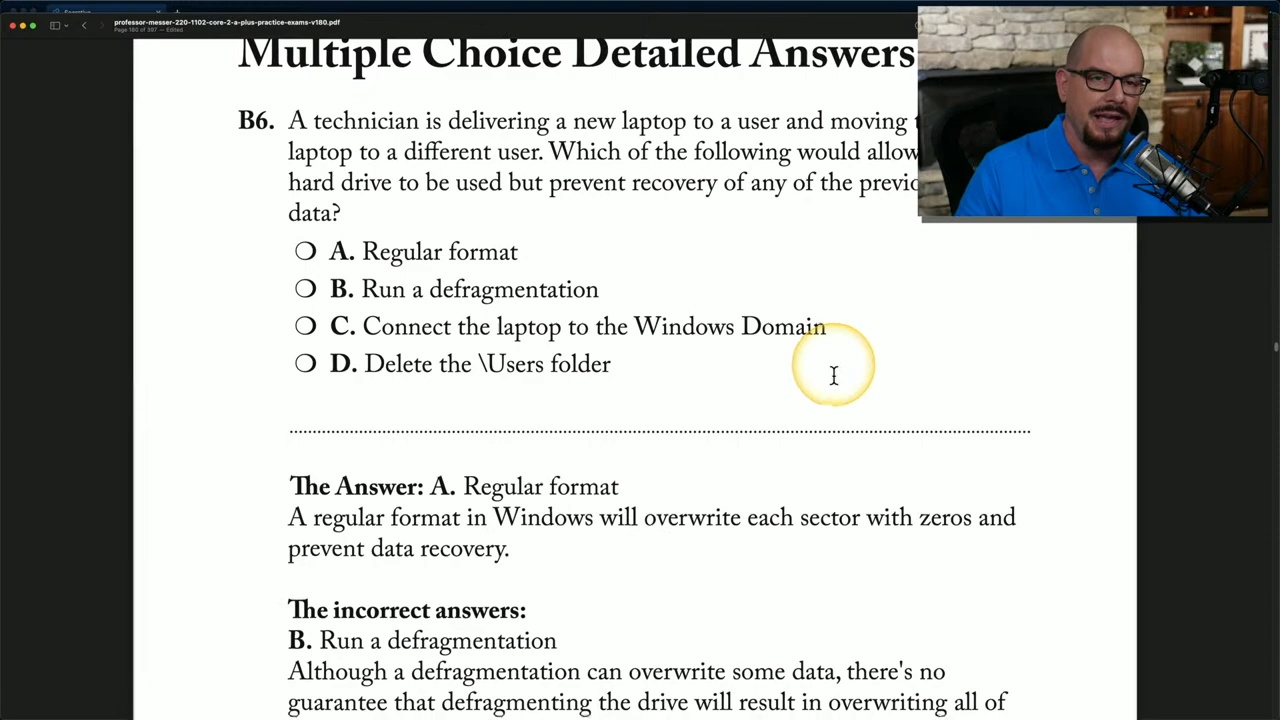 professor-messer-220-1102-core-2-a-plus-practice-exams-v180.pdf
Page 180 of 397 — Edited
Multiple Choice Detailed Answers
B6. A technician is delivering a new laptop to a user and moving
laptop to a different user. Which of the following would allow
hard drive to be used but prevent recovery of any of the
data?
A. Regular format
B. Run a defragmentation
C. Connect the laptop to the Windows Domain
D. Delete the \Users folder
The Answer: A. Regular format
A regular format in Windows will overwrite each sector with zeros and
prevent data recovery.
The incorrect answers:
B. Run a defragmentation
Although a defragmentation can overwrite some data, there's no
guarantee that defragmenting the drive will result in overwriting all of